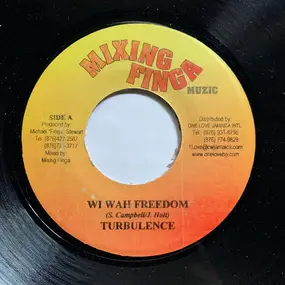 MIXING
FINGA
MUZIC
SIDE A
Produced by:
Michael "Finga" Stewart
Mixed by:
Mixing Finga
Distributed by:
ONE LOVE JAMAICA INT'L
WI WAH FREEDOM
(S. Campbell/J. Holt)
TURBULENCE